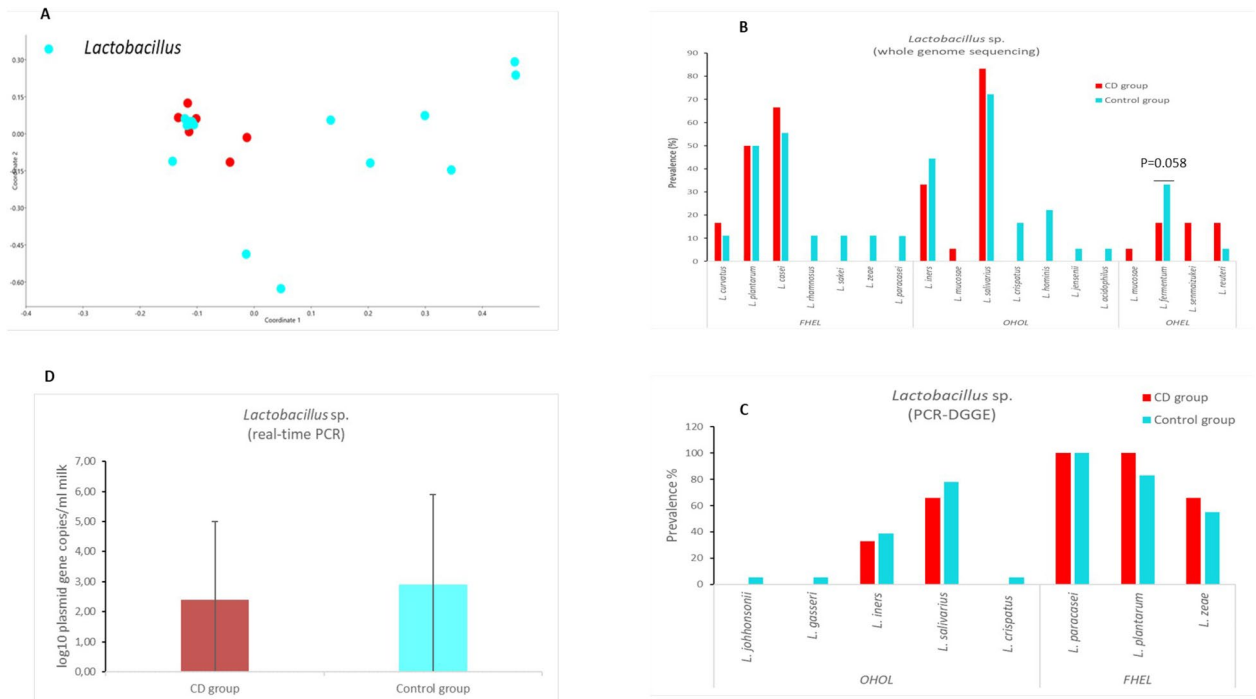 A
Lactobacillus
0.30
0.15
0.00
-0.15
-0.30
-0.45
-0.60
Coordinate 2
-0.3
-0.2
-0.1
0.0
0.1
0.2
0.3
0.4
Coordinate 1
B
Lactobacillus sp.
(whole genome sequencing)
CD group
Control group
P=0.058
Prevalence (%)
90
80
70
60
50
40
30
20
10
0
L. curvatus
L. plantarum
L. casei
L. rhamnosus
L. sakei
L. zeae
L. paracasei
L. iners
L. mucosae
L. salivarius
L. crispatus
L. hominis
L. jensenii
L. acidophilus
L. mucosae
L. fermentum
L. senmaizukei
L. reuteri
FHEL
OHOL
OHEL
D
Lactobacillus sp.
(real-time PCR)
log10 plasmid gene copies/ml milk
7,00
6,00
5,00
4,00
3,00
2,00
1,00
0,00
CD group
Control group
C
Lactobacillus sp.
(PCR-DGGE)
CD group
Control group
Prevalence %
120
100
80
60
40
20
0
L. johhonsonii
L. gasseri
L. iners
L. salivarius
L. crispatus
L. paracasei
L. plantarum
L. zeae
OHOL
FHEL